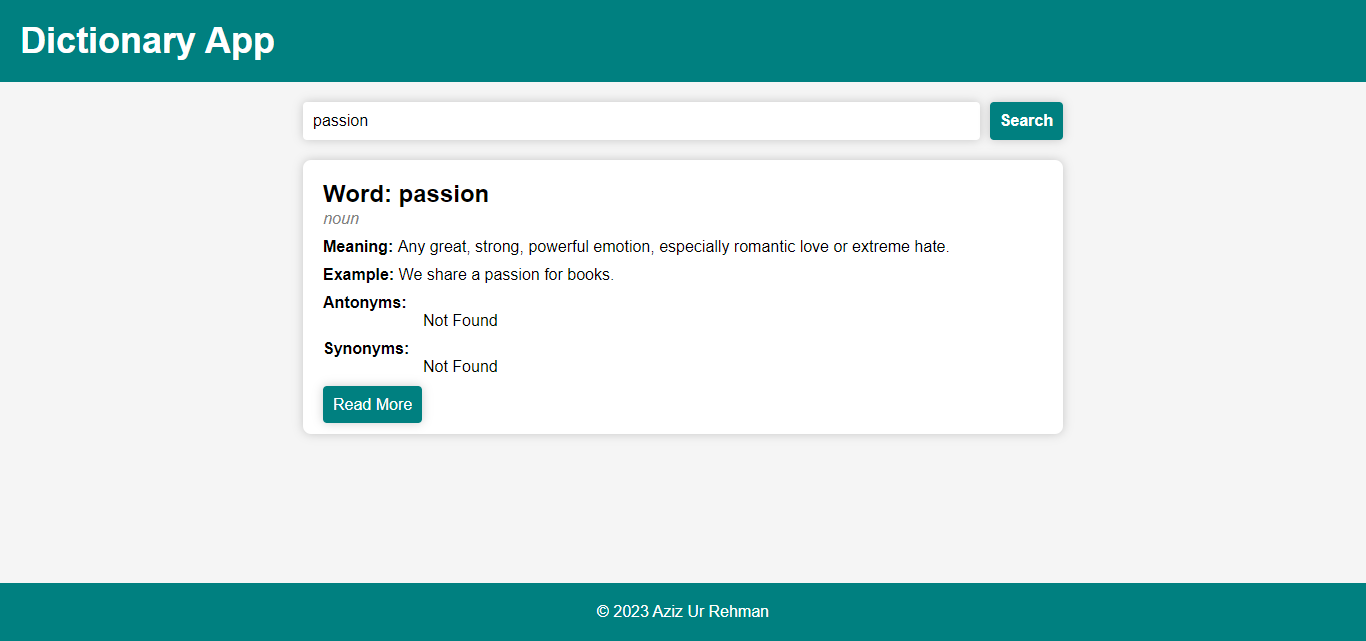 Dictionary App
passion
Search
Word: passion
noun
Meaning: Any great, strong, powerful emotion, especially romantic love or extreme hate.
Example: We share a passion for books.
Antonyms:
Not Found
Synonyms:
Not Found
Read More
© 2023 Aziz Ur Rehman